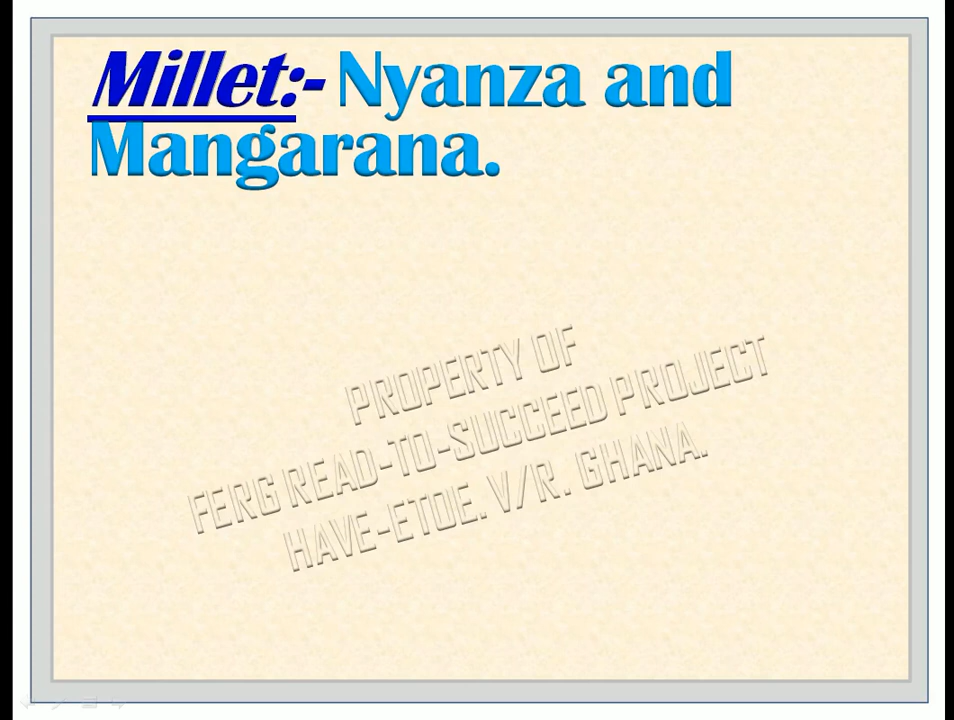 Millet:- Nyanza and
Mangarana.
PROPERTY OF
FERG READ-TO-SUCCEED PROJECT
HAVE-ETOE. V/R. GHANA.